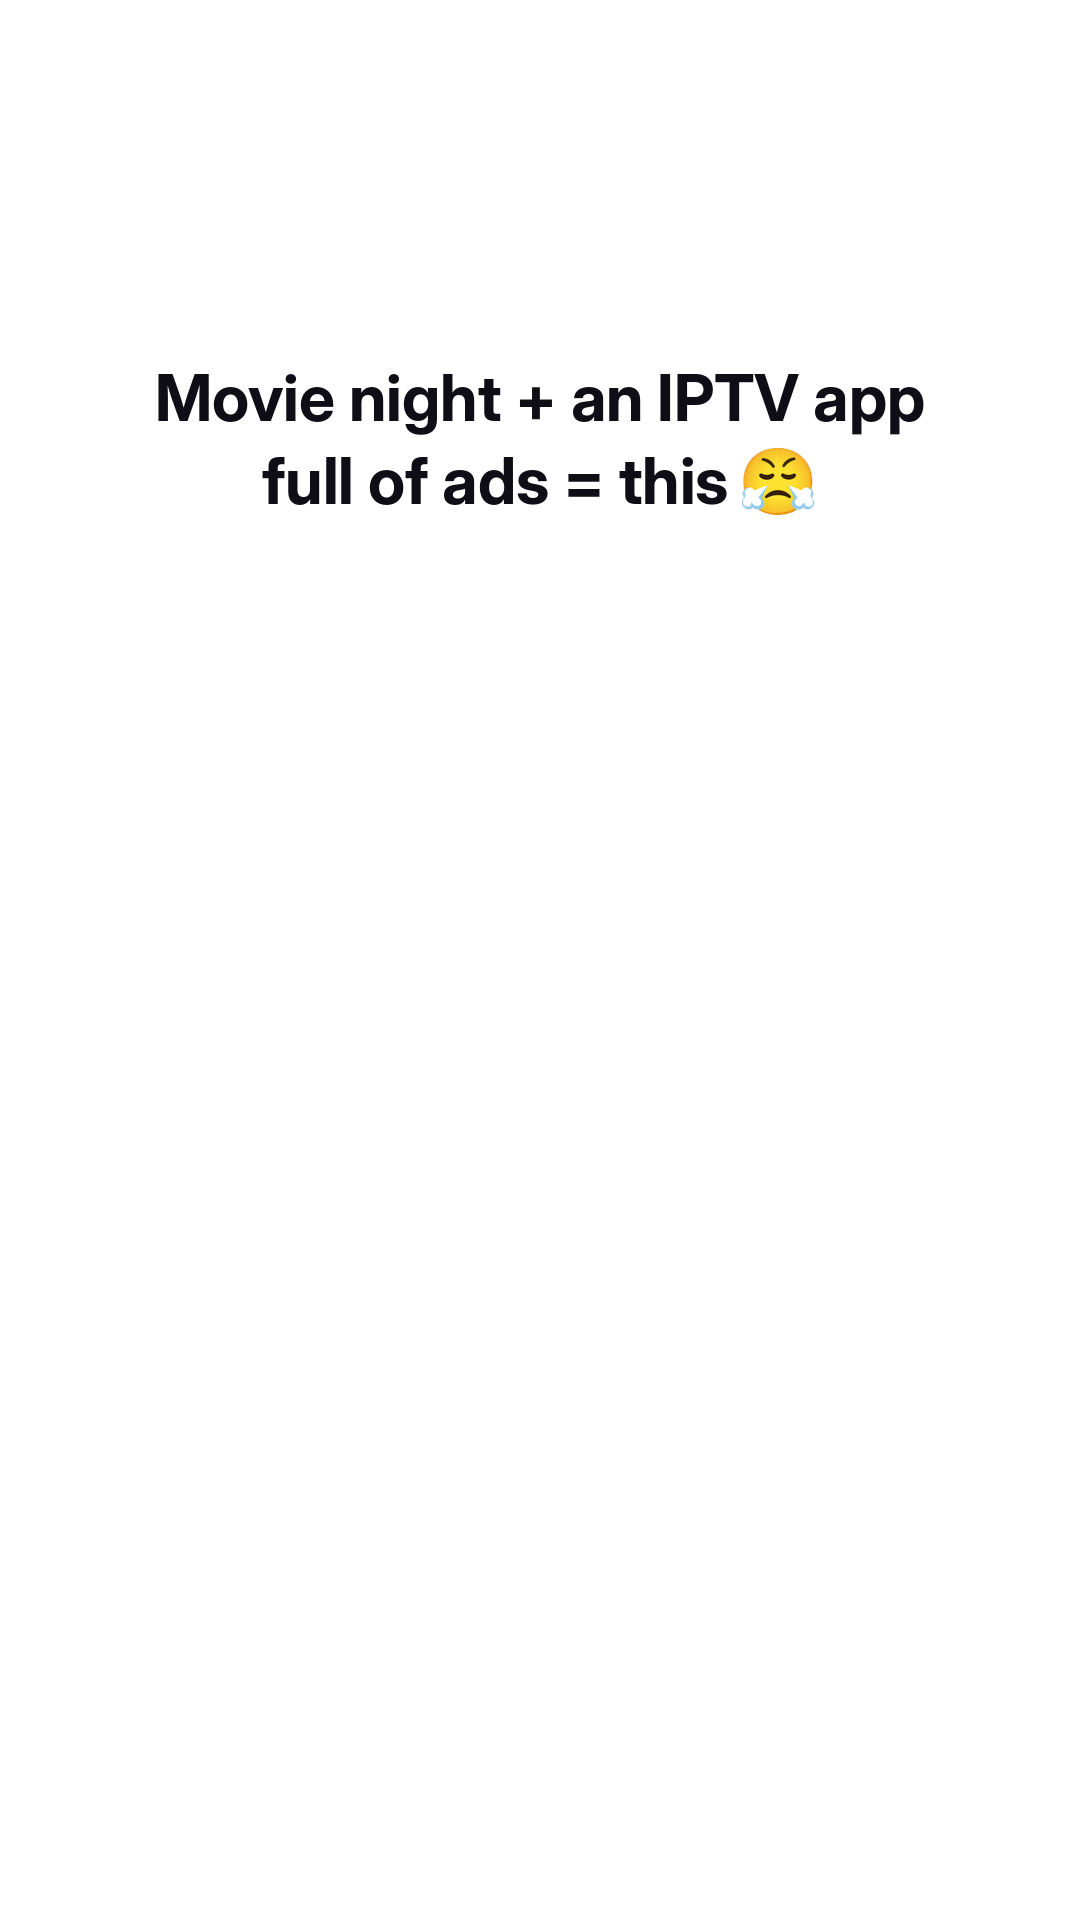 Movie night + an IPTV app
full of ads = this 😤